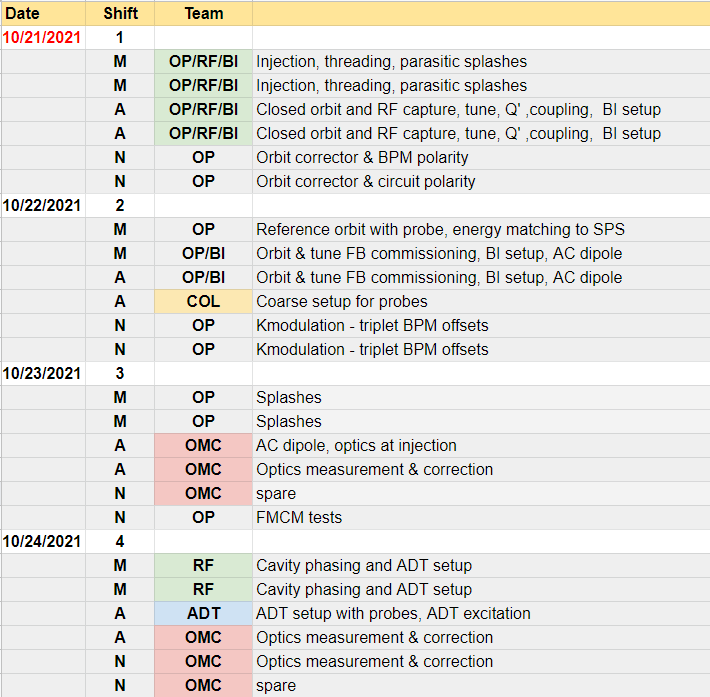 Date Shift Team
10/21/2021 1
M OP/RF/BI Injection, threading, parasitic splashes
M OP/RF/BI Injection, threading, parasitic splashes
A OP/RF/BI Closed orbit and RF capture, tune, Q' ,coupling, BI setup
A OP/RF/BI Closed orbit and RF capture, tune, Q' ,coupling, BI setup
N OP Orbit corrector & BPM polarity
N OP Orbit corrector & circuit polarity
10/22/2021 2
M OP Reference orbit with probe, energy matching to SPS
M OP/BI Orbit & tune FB commissioning, BI setup, AC dipole
A OP/BI Orbit & tune FB commissioning, BI setup, AC dipole
A COL Coarse setup for probes
N OP Kmodulation - triplet BPM offsets
N OP Kmodulation - triplet BPM offsets
10/23/2021 3
M OP Splashes
M OP Splashes
A OMC AC dipole, optics at injection
A OMC Optics measurement & correction
N OMC spare
N OP FMCM tests
10/24/2021 4
M RF Cavity phasing and ADT setup
M RF Cavity phasing and ADT setup
A ADT ADT setup with probes, ADT excitation
A OMC Optics measurement & correction
N OMC Optics measurement & correction
N OMC spare